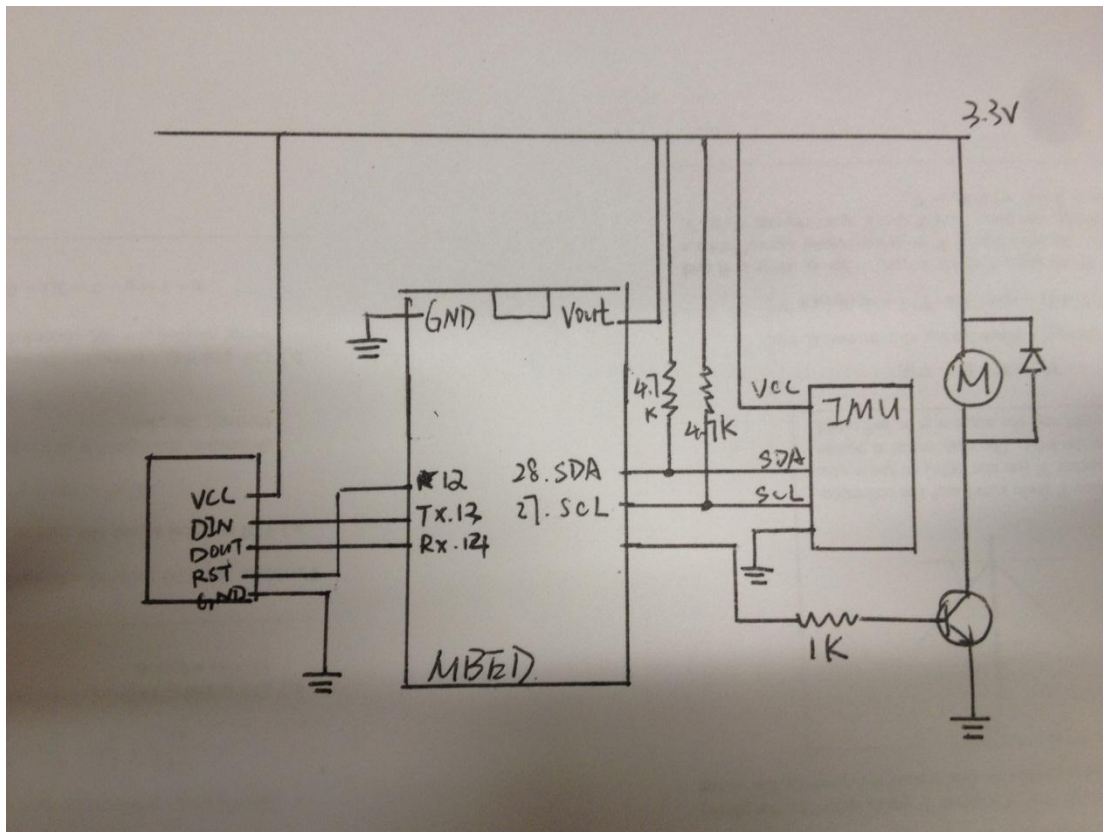 3.3V
GND
Vout
4.7
K
4.7K
VCC
IMU
SDA
SCL
28.SDA
27.SCL
12
Tx.13
Rx.14
VCC
DIN
DOUT
RST
GND
MBED
1K
M